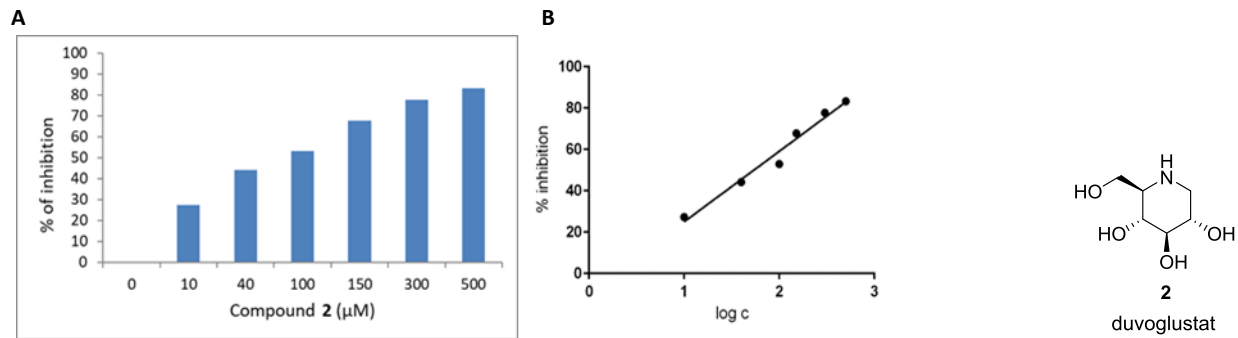 A
100
90
80
70
60
50
40
30
20
10
0
% of inhibition
0 10 40 100 150 300 500
Compound 2 (µM)
B
100
80
60
40
20
0
% inhibition
0 1 2 3
log c
H
N
HO
HO
OH
OH
2
duvoglustat